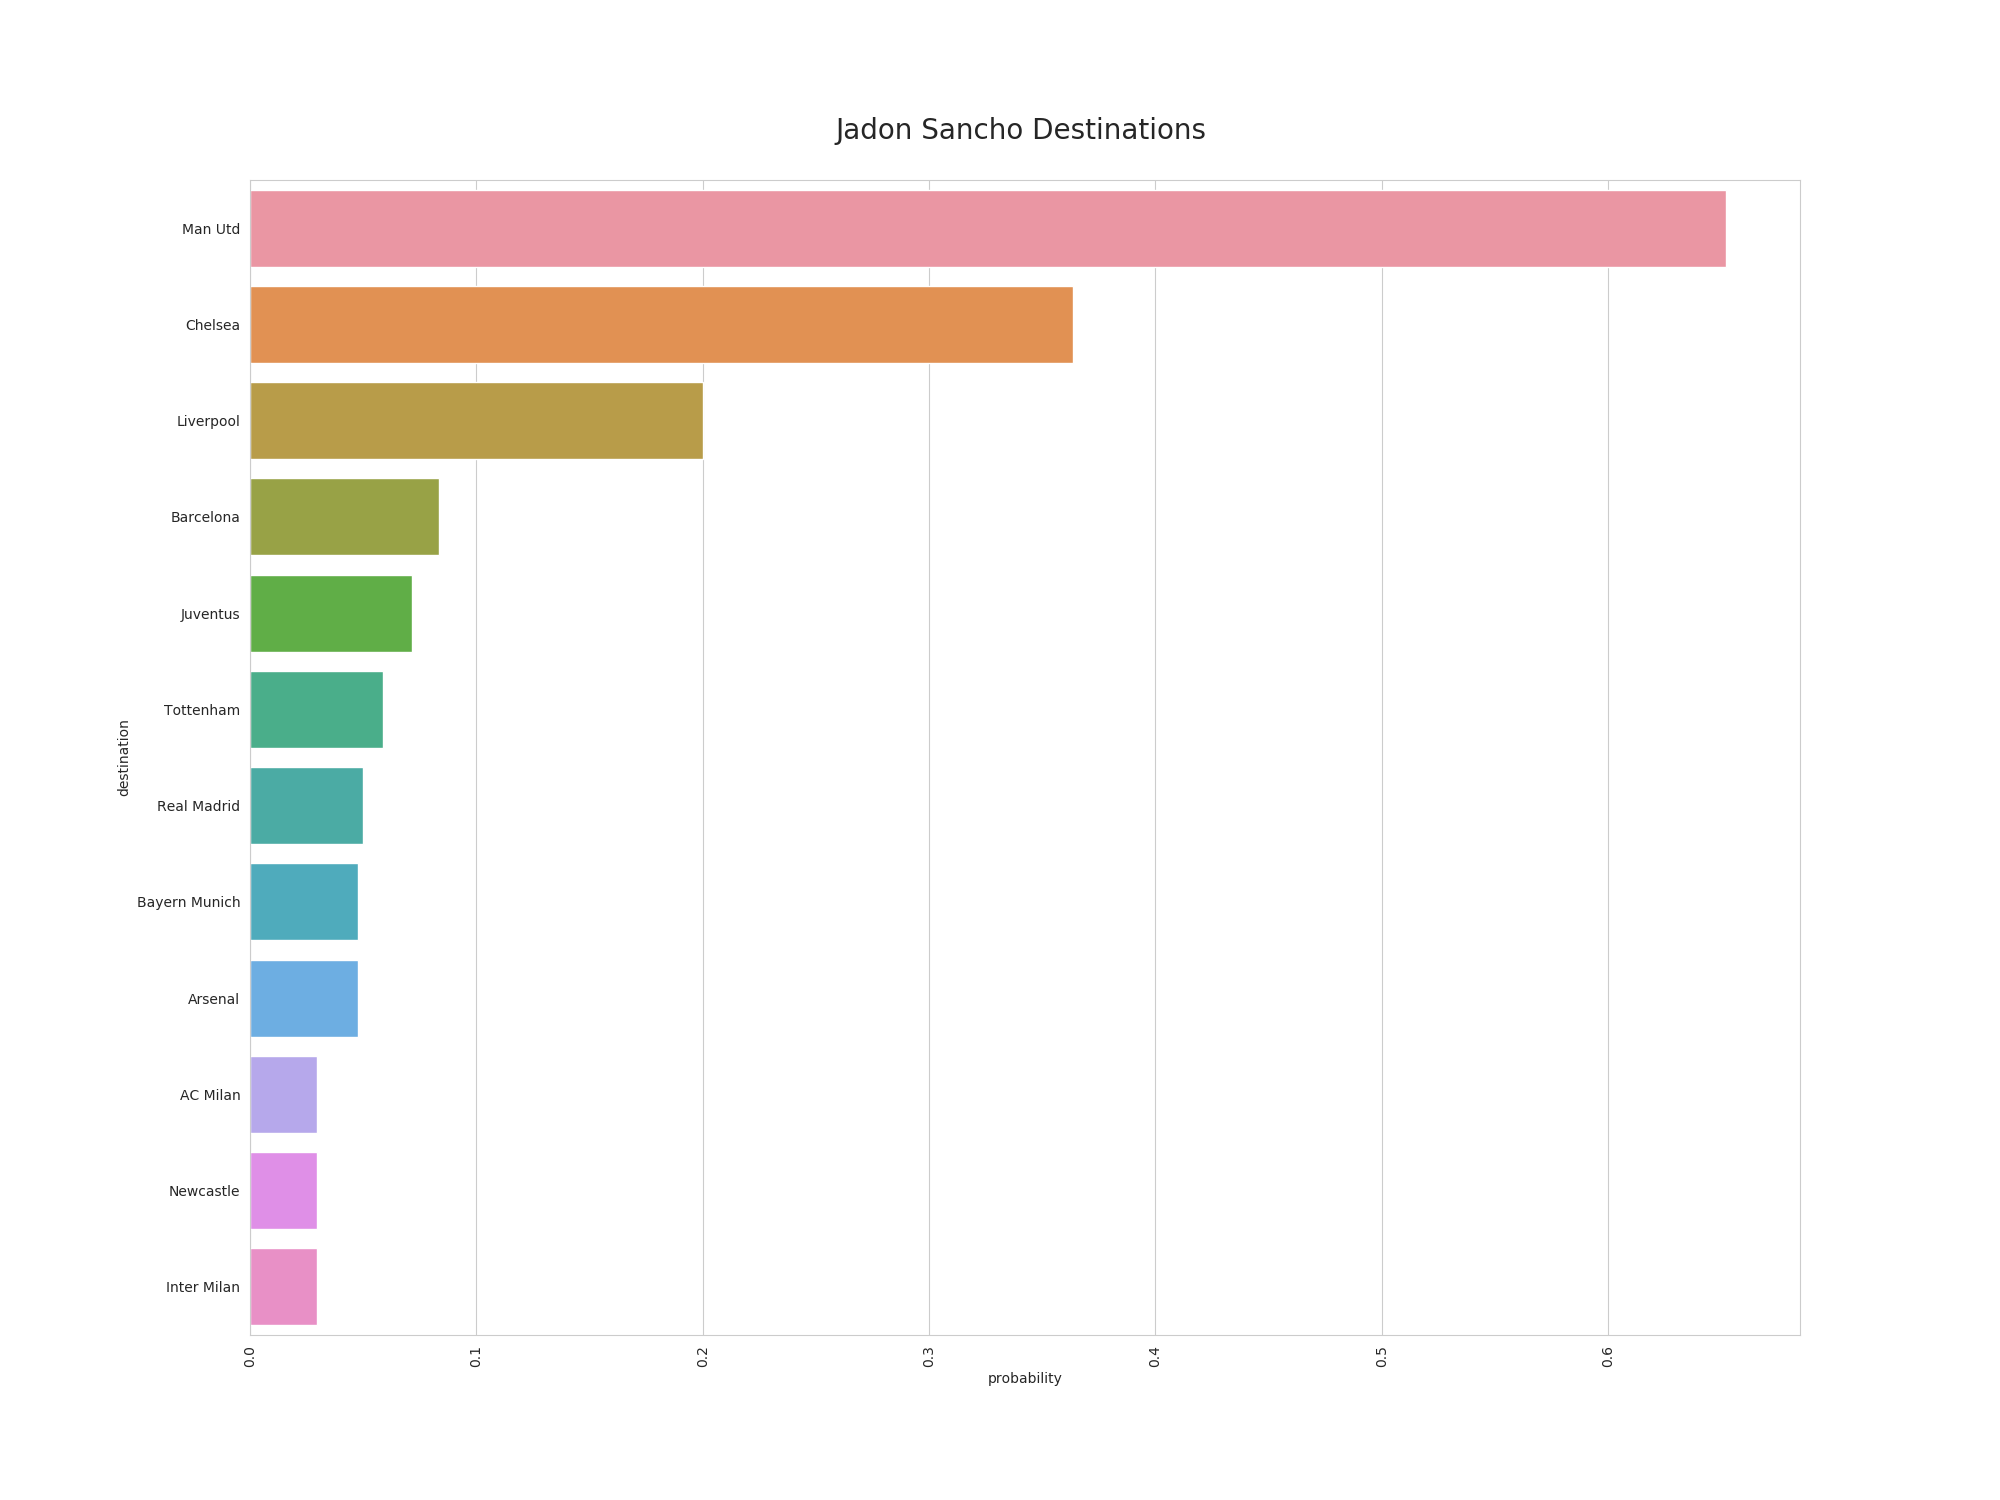 Jadon Sancho Destinations
destination
Man Utd
Chelsea
Liverpool
Barcelona
Juventus
Tottenham
Real Madrid
Bayern Munich
Arsenal
AC Milan
Newcastle
Inter Milan
0.0
0.1
0.2
0.3
0.4
0.5
0.6
probability